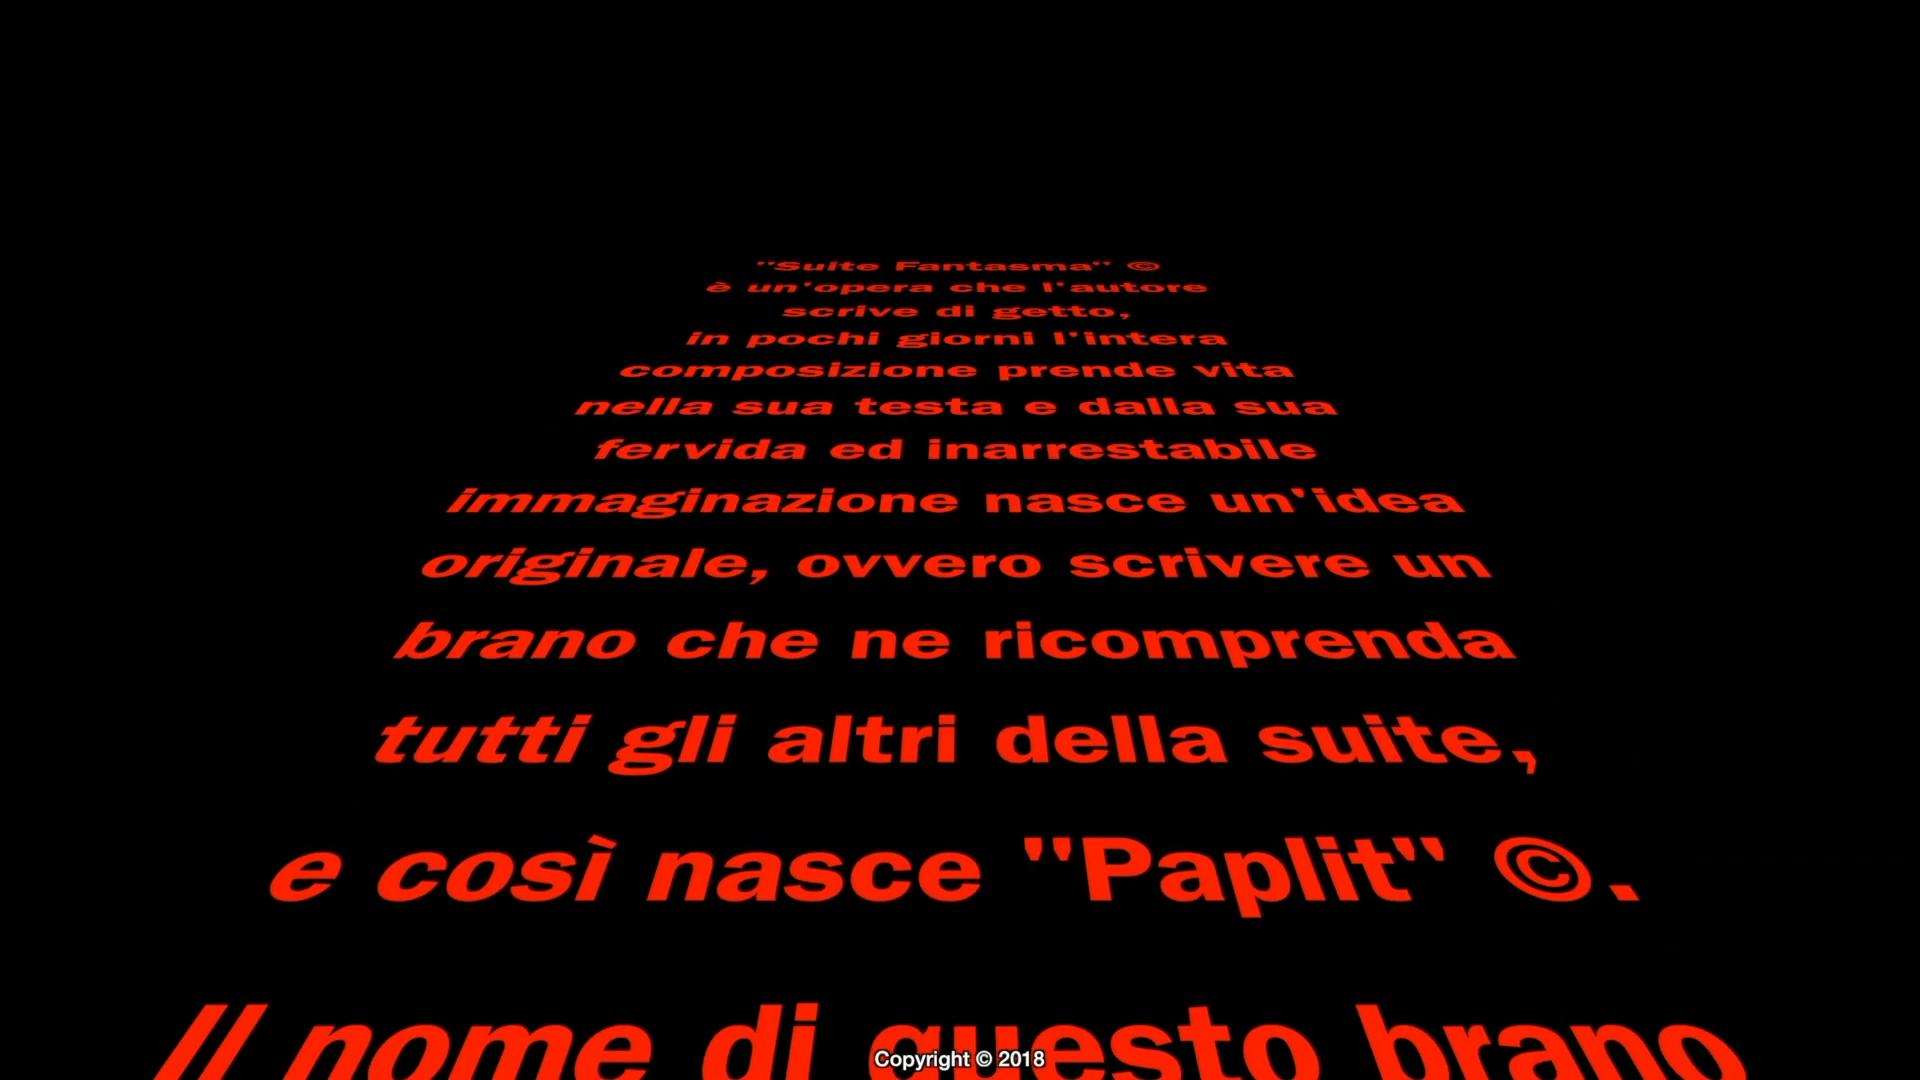 "Suite Fantasma" ©
è un'opera che l'autore
scrive di getto,
in pochi giorni l'intera
composizione prende vita
nella sua testa e dalla sua
fervida ed inarrestabile
immaginazione nasce un'idea
originale, ovvero scrivere un
brano che ne ricomprenda
tutti gli altri della suite,
e così nasce "Paplit" ©.
Il nome di questo brano
Copyright © 2018